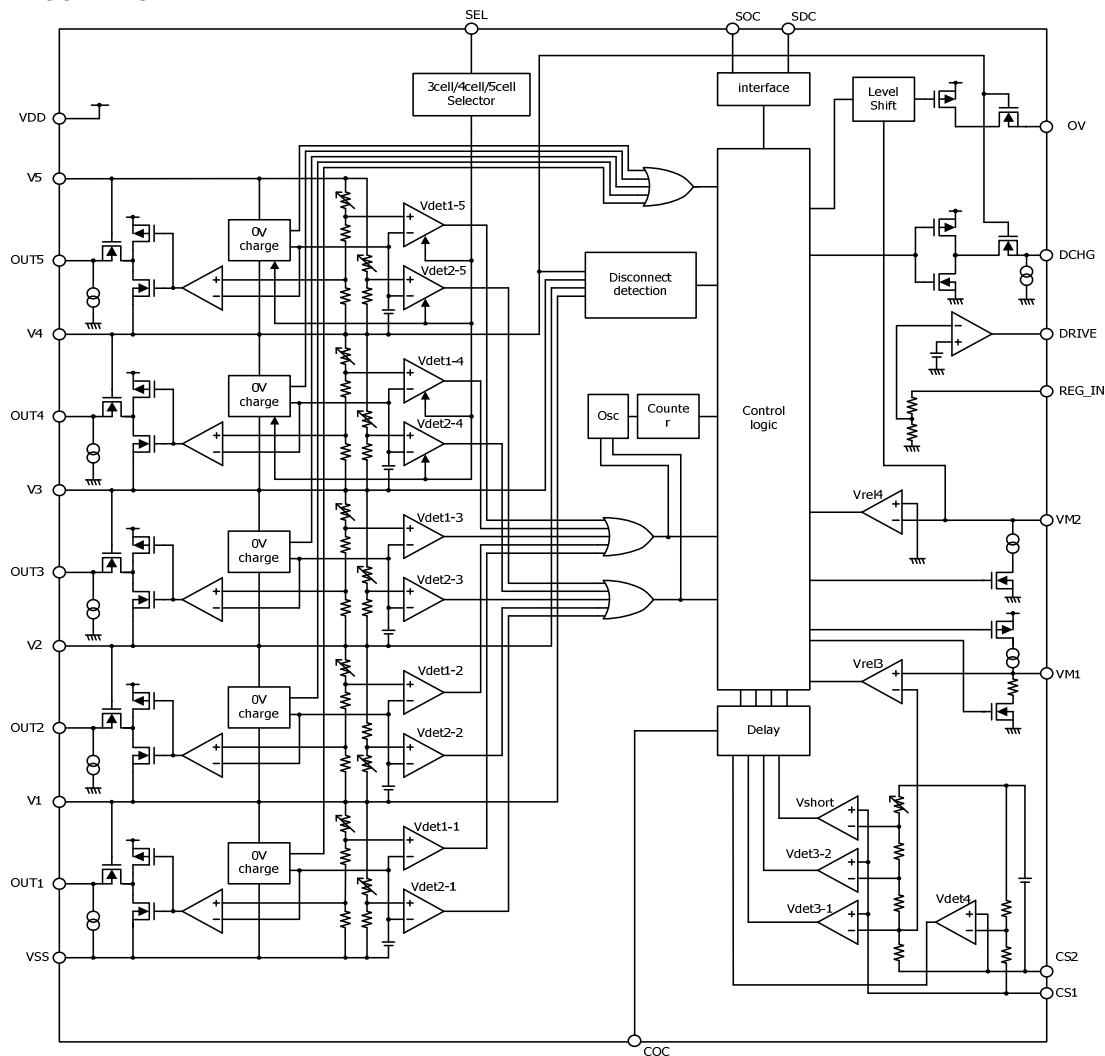 SEL
SOC
SDC
3cell/4cell/5cell
Selector
interface
Level
Shift
VDD
OV
V5
Vdet1-5
0V
charge
OUT5
Vdet2-5
Disconnect
detection
DCHG
V4
DRIVE
Vdet1-4
0V
charge
REG_IN
OUT4
Vdet2-4
Osc
Counte
r
Control
logic
V3
Vrel4
VM2
Vdet1-3
0V
charge
OUT3
Vdet2-3
V2
Vdet1-2
Vrel3
VM1
0V
charge
OUT2
Vdet2-2
Delay
V1
Vshort
Vdet1-1
0V
charge
Vdet3-2
OUT1
Vdet2-1
Vdet3-1
Vdet4
VSS
CS2
CS1
COC